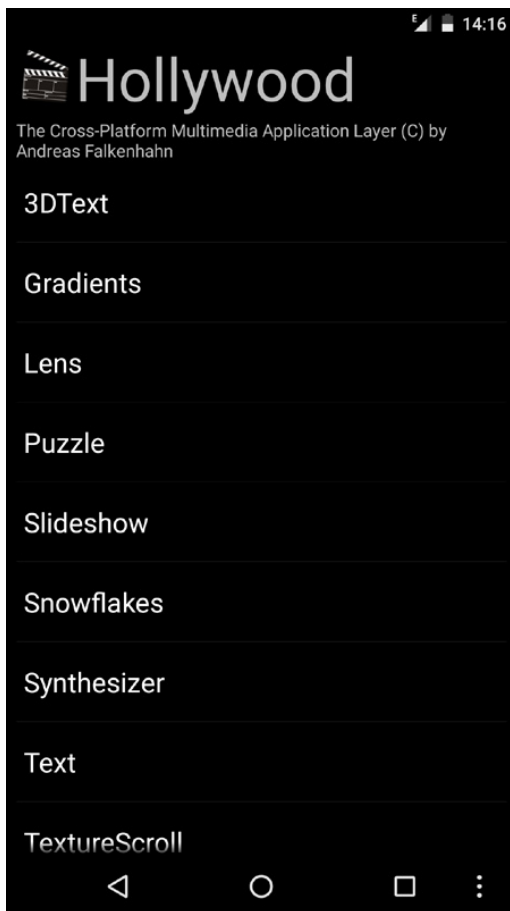 E 14:16
Hollywood
The Cross-Platform Multimedia Application Layer (C) by
Andreas Falkenhahn
3DText
Gradients
Lens
Puzzle
Slideshow
Snowflakes
Synthesizer
Text
TextureScroll